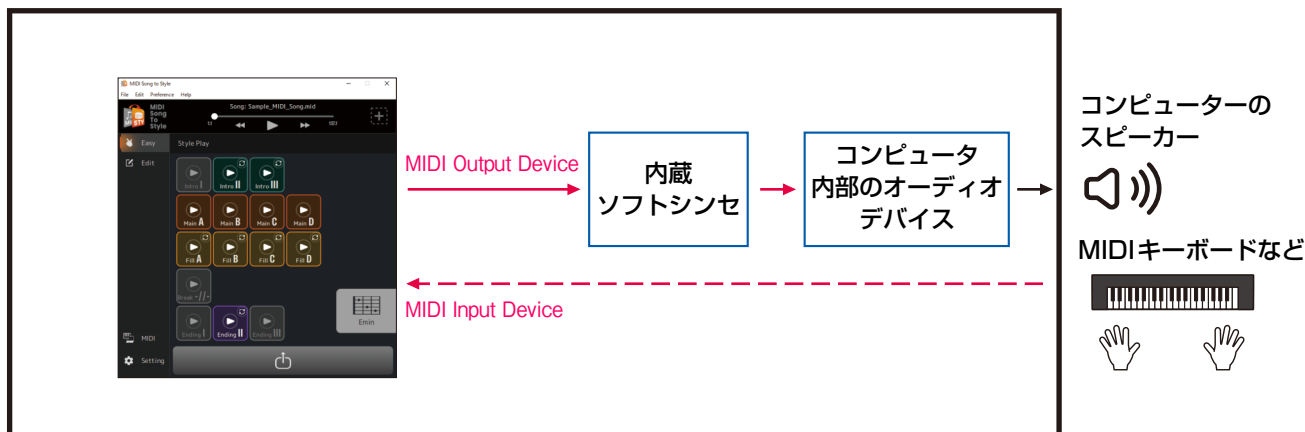 MIDI Song to Style
File Edit Preference Help
MIDI
Song
To
Style
Song: Sample_MIDI_Song.mid
1:1
Easy
Style Play
Edit
Intro I
Intro II
Intro III
Main A
Main B
Main C
Main D
Fill A
Fill B
Fill C
Fill D
Break -//-
Ending I
Ending II
Ending III
Emin
MIDI
Setting
MIDI Output Device
内蔵
ソフトシンセ
コンピュータ
内部のオーディオ
デバイス
MIDI Input Device
コンピューターの
スピーカー
MIDIキーボードなど